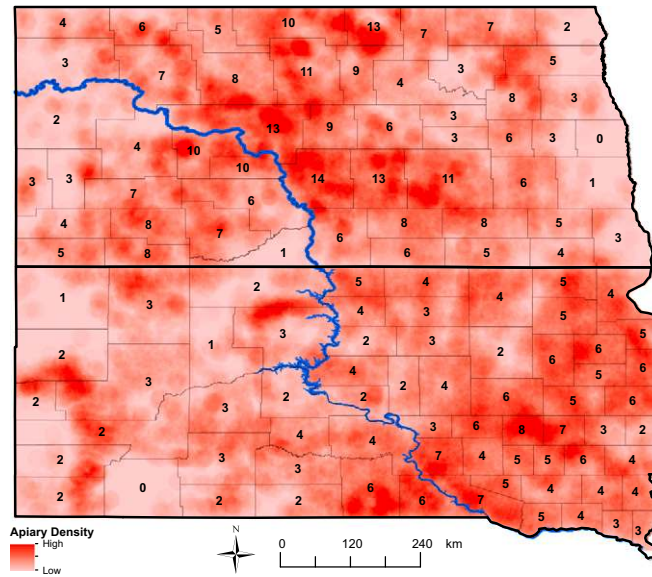 4 6 5 10 13 7 7 2
3 7 8 11 9 4 3 5
8 3
2 13 9 6 3
3 6 3 0
4 10
10
3 3 14 13 11 6 1
7 6
4 8 7 6 8 8 5 3
5 8 1 6 5 4
2 5 4 5
1 3 4 4
4 3 5
3 5
1 2 3 2 6
2 4 6 5 6
3 2 4
2 3 2 2 6 5 6
2 4 4 3 6 8 7 3 2
2 3 3 7 4 5 5 6 4
0 6 5 4 4 4
2 2 2 6 7
5 4 3 3
Apiary Density
High
Low
N
0 120 240 km